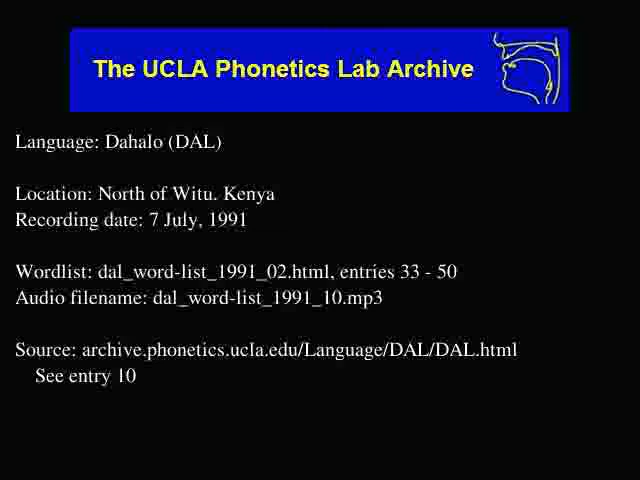 The UCLA Phonetics Lab Archive
Language: Dahalo (DAL)
Location: North of Witu. Kenya
Recording date: 7 July, 1991
Wordlist: dal_word-list_1991_02.html, entries 33 - 50
Audio filename: dal_word-list_1991_10.mp3
Source: archive.phonetics.ucla.edu/Language/DAL/DAL.html
See entry 10